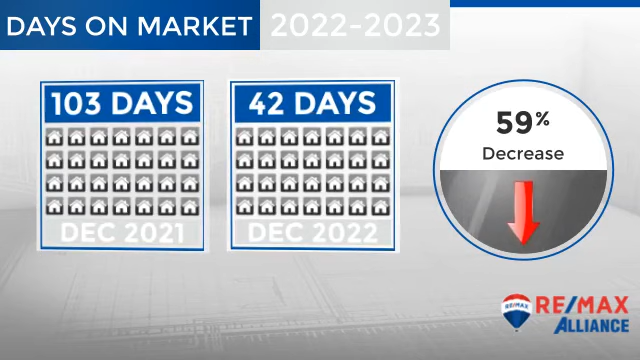 DAYS ON MARKET 2022-2023
103 DAYS
DEC 2021
42 DAYS
DEC 2022
59%
Decrease
RE/MAX
RE/MAX
ALLIANCE